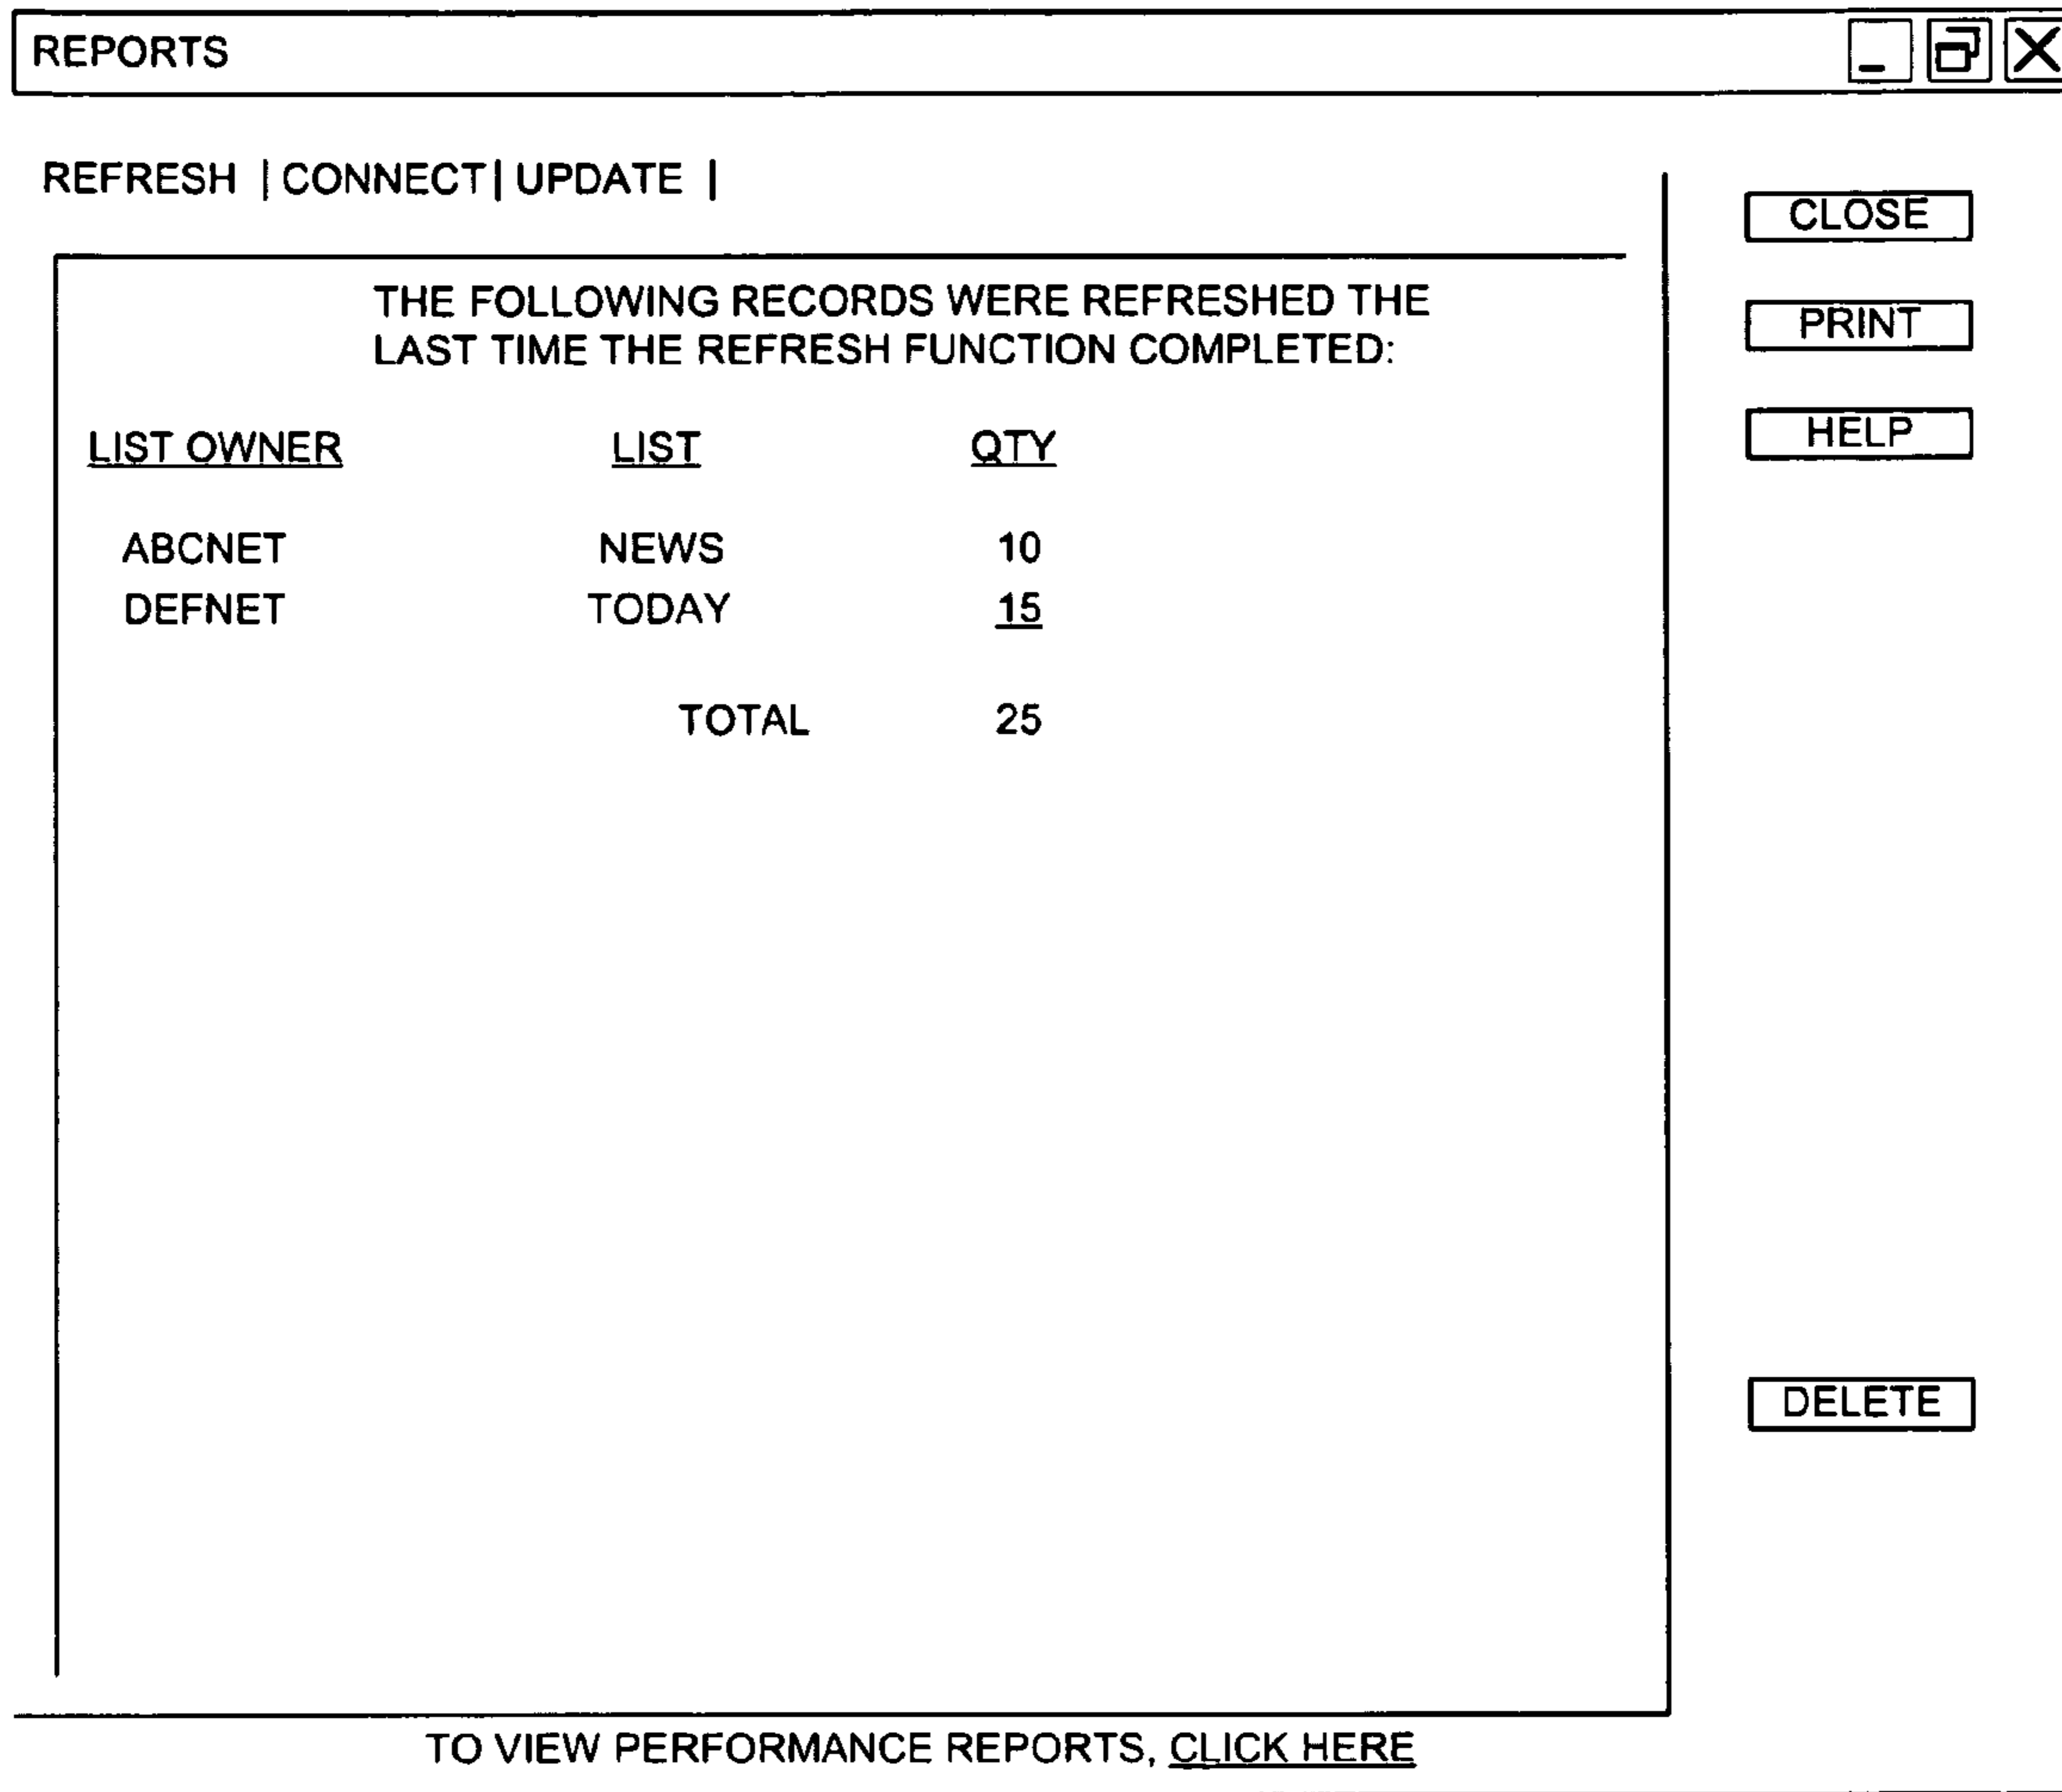 REPORTS
REFRESH | CONNECT | UPDATE |
CLOSE
PRINT
HELP
THE FOLLOWING RECORDS WERE REFRESHED THE
LAST TIME THE REFRESH FUNCTION COMPLETED:
LIST OWNER LIST QTY
ABCNET NEWS 10
DEFNET TODAY 15
TOTAL 25
DELETE
TO VIEW PERFORMANCE REPORTS, CLICK HERE